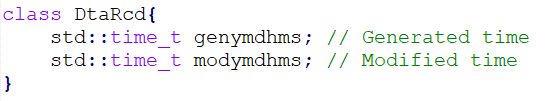 class DtaRcd{
    std::time_t genymdhms; // Generated time
    std::time_t modymdhms; // Modified time
}